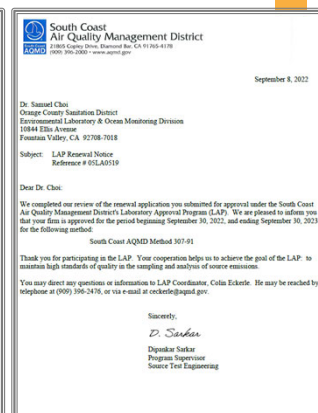 South Coast
Air Quality Management District
21865 Copley Drive, Diamond Bar, CA 91765-4178
(909) 396-2000 • www.aqmd.gov
South Coast
AQMD
September 8, 2022
Dr. Samuel Choi
Orange County Sanitation District
Environmental Laboratory & Ocean Monitoring Division
10844 Ellis Avenue
Fountain Valley, CA 92708-7018
Subject: LAP Renewal Notice
Reference # 05LA0519
Dear Dr. Choi:
We completed our review of the renewal application you submitted for approval under the South Coast
Air Quality Management District's Laboratory Approval Program (LAP). We are pleased to inform you
that your firm is approved for the period beginning September 30, 2022, and ending September 30, 2023
for the following method:
South Coast AQMD Method 307-91
Thank you for participating in the LAP. Your cooperation helps us to achieve the goal of the LAP: to
maintain high standards of quality in the sampling and analysis of source emissions.
You may direct any questions or information to LAP Coordinator, Colin Eckerle. He may be reached by
telephone at (909) 396-2476, or via e-mail at ceckerle@aqmd.gov.
Sincerely,
D. Sarkar
Dipankar Sarkar
Program Supervisor
Source Test Engineering